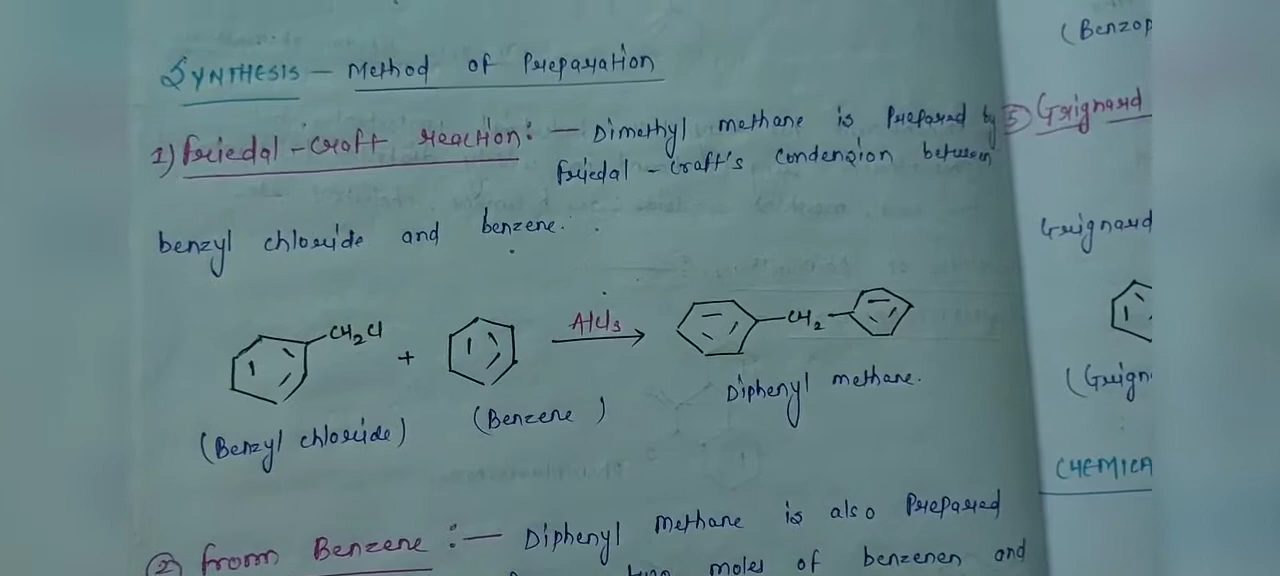 SYNTHESIS – Method of Preparation
1) Friedal - Craft reaction: — Dimethyl methane is Prepared by
Friedal - Craft's Condension between
benzyl chloride and benzene.
CH2Cl + AlCl3 -CH2-
(Benzyl chloride) (Benzene) Diphenyl methane.
② from Benzene :— Diphenyl methane is also Prepared
moles of benzenen and
(Benzop
⑤ Grignard
Grignard
(Grign
CHEMICA